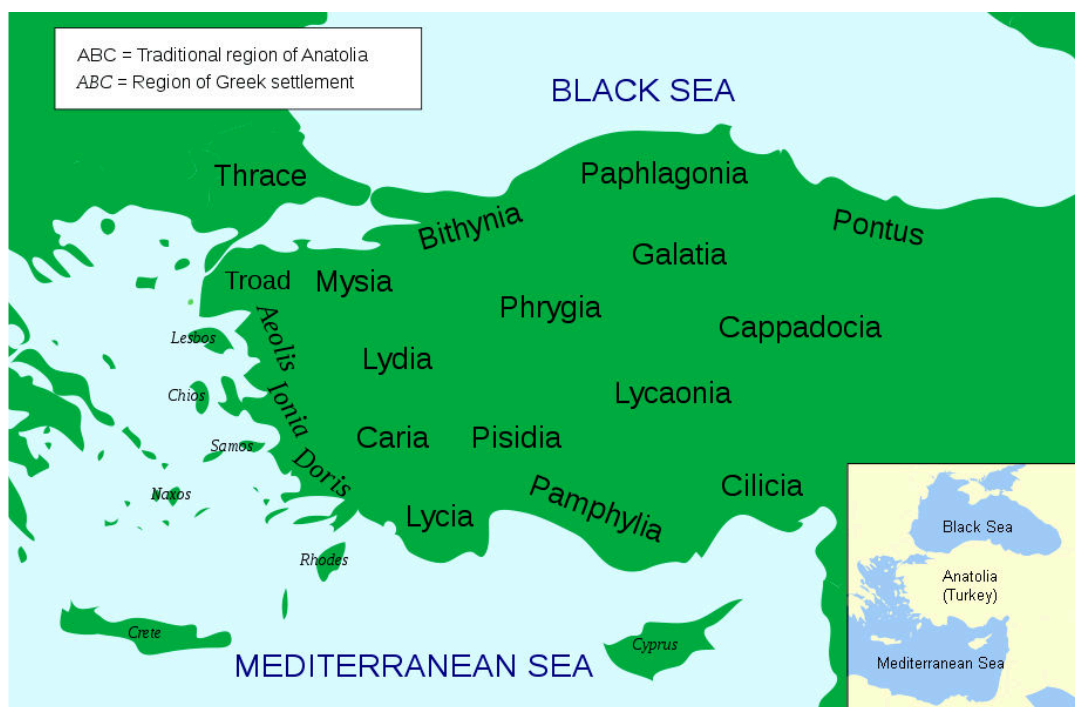 ABC = Traditional region of Anatolia
ABC = Region of Greek settlement
BLACK SEA
Thrace
Paphlagonia
Bithynia
Pontus
Galatia
Troad
Mysia
Phrygia
Cappadocia
Aeolis
Lesbos
Lydia
Chios
Ionia
Lycaonia
Caria
Pisidia
Samos
Doris
Naxos
Lycia
Pamphylia
Cilicia
Rhodes
Crete
Cyprus
MEDITERRANEAN SEA
Black Sea
Anatolia
(Turkey)
Mediterranean Sea